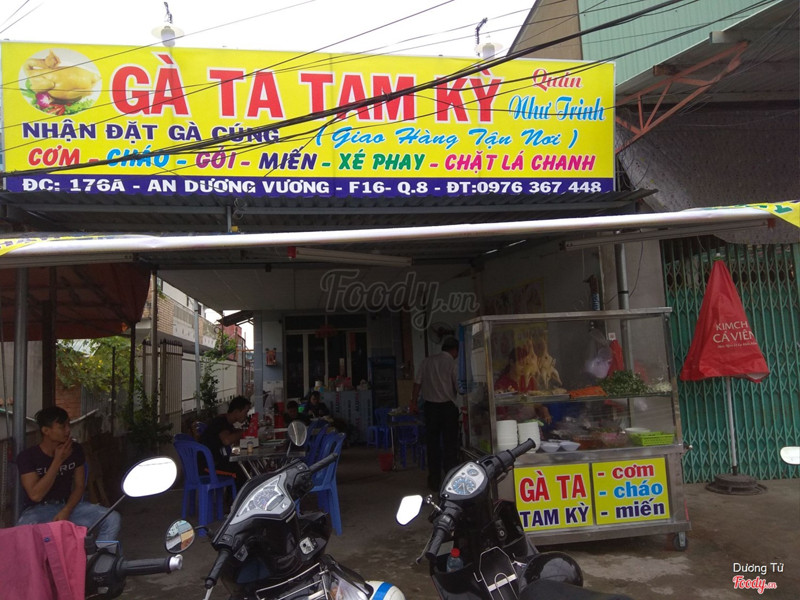 GÀ TA TAM KỲ
Quán
Như Trinh
NHẬN ĐẶT GÀ CÚNG (Giao Hàng Tận Nơi)
CƠM - CHÁO - GỎI - MIẾN - XÉ PHAY - CHẶT LÁ CHANH
ĐC: 176A - AN DƯƠNG VƯƠNG - F16- Q.8 - ĐT:0976 367 448
Foody.vn
KIMCHI
CÁ VIÊN
GÀ TA
TAM KỲ
- cơm
- cháo
- miến
Dương Tử
Foody.vn